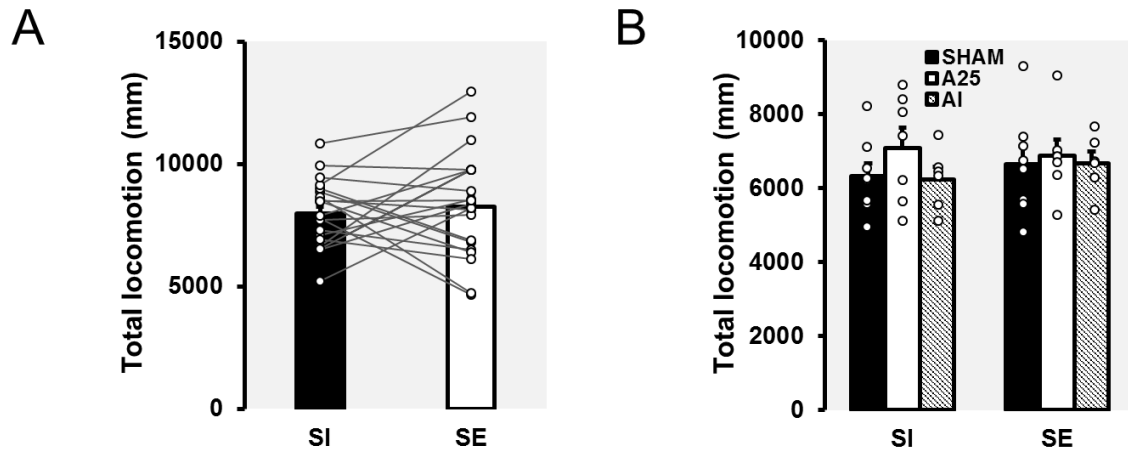 A
Total locomotion (mm)
15000
10000
5000
0
SI
SE
B
Total locomotion (mm)
10000
8000
6000
4000
2000
0
SHAM
A25
AI
SI
SE